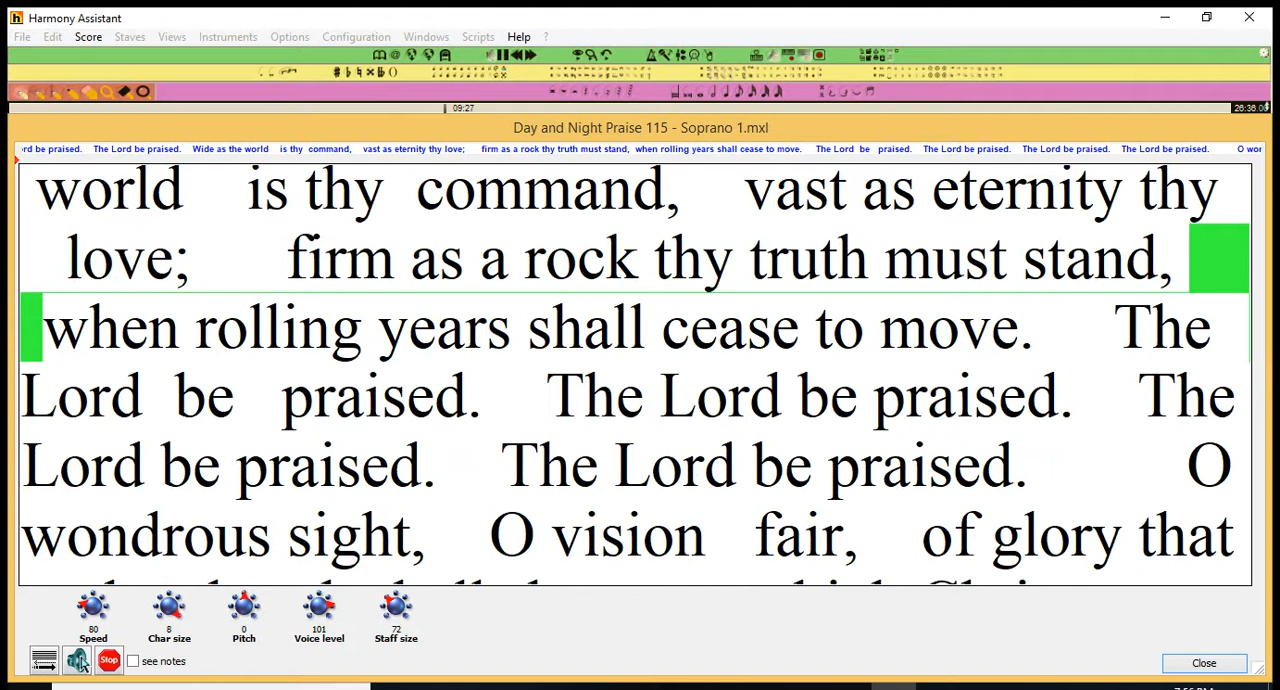 Harmony Assistant
File Edit Score Staves Views Instruments Options Configuration Windows Scripts Help ?
09:27
26:36.00
Day and Night Praise 115 - Soprano 1.mxl
rd be praised. The Lord be praised. Wide as the world is thy command, vast as eternity thy love; firm as a rock thy truth must stand, when rolling years shall cease to move. The Lord be praised. The Lord be praised. The Lord be praised. The Lord be praised. O wor
world is thy command, vast as eternity thy
love; firm as a rock thy truth must stand,
when rolling years shall cease to move. The
Lord be praised. The Lord be praised. The
Lord be praised. The Lord be praised. O
wondrous sight, O vision fair, of glory that
80 8 0 101 72
Speed Char size Pitch Voice level Staff size
Stop see notes Close